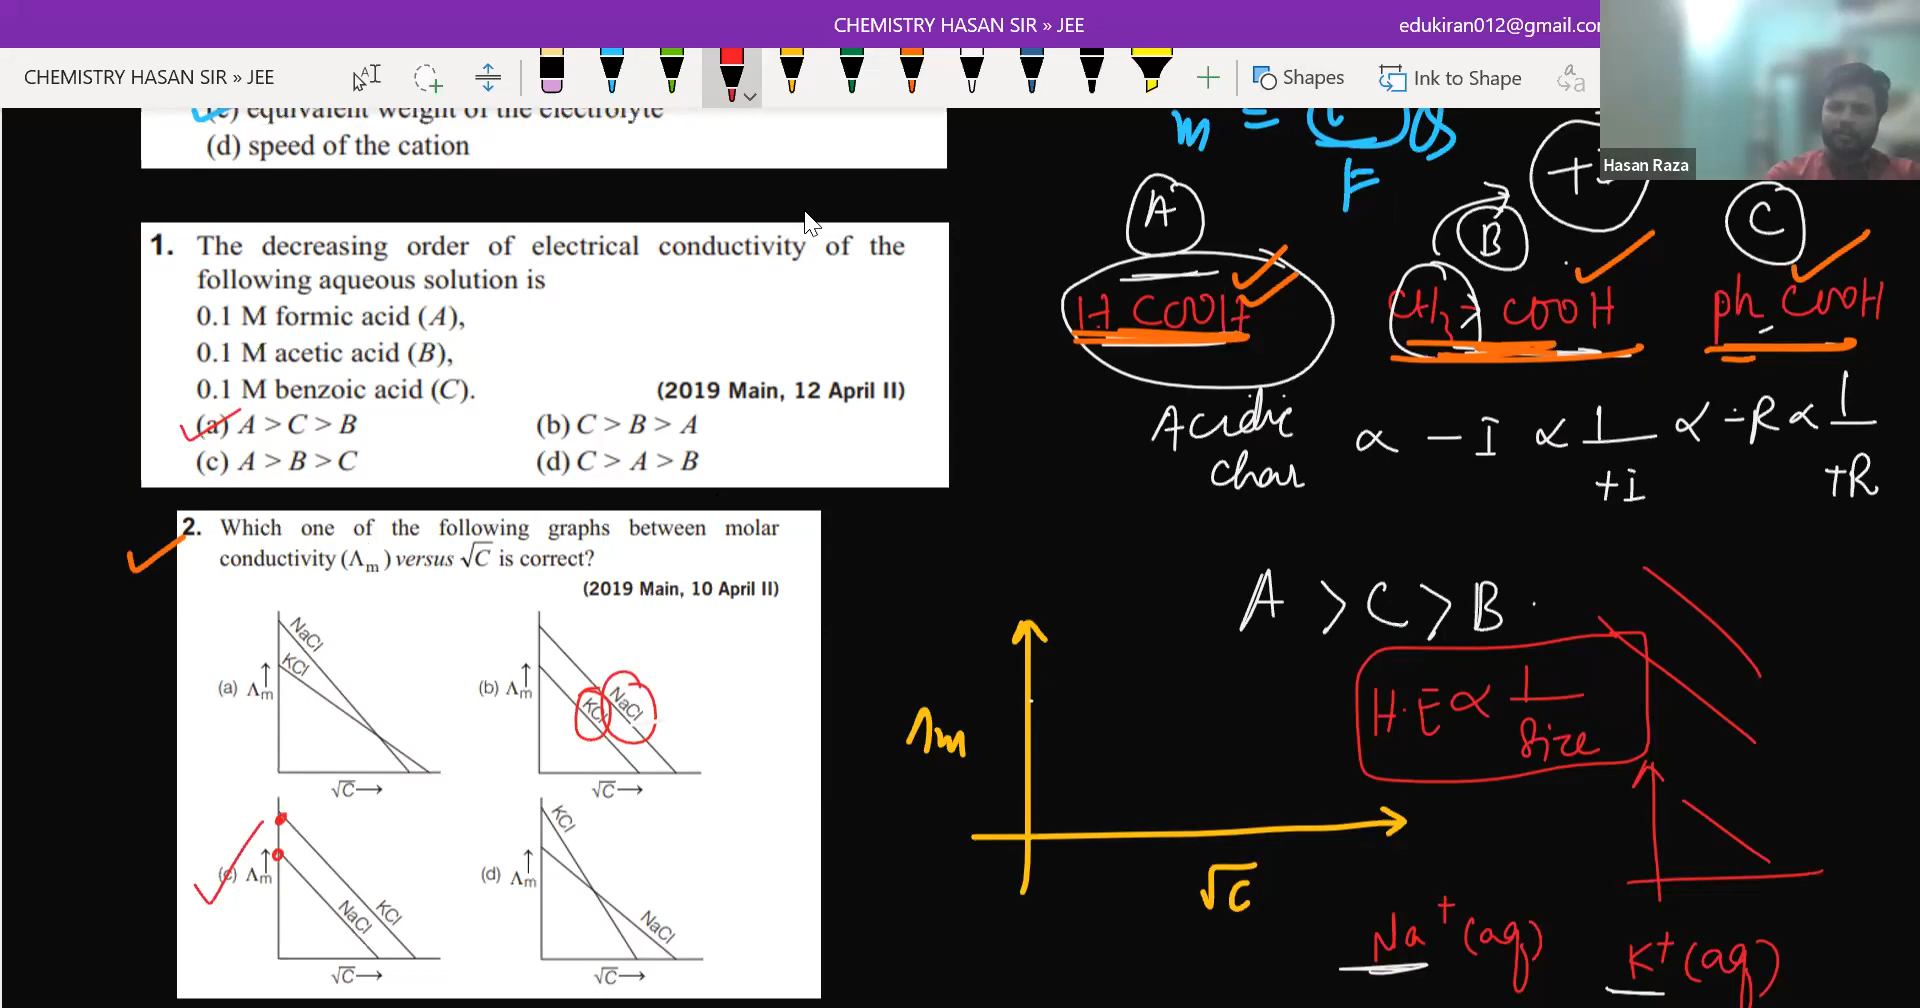 CHEMISTRY HASAN SIR » JEE
edukiran012@gmail.co
CHEMISTRY HASAN SIR » JEE
Shapes
Ink to Shape
Hasan Raza
equivalent weight of the electrolyte
(d) speed of the cation
m =
F
A
B
C
1. The decreasing order of electrical conductivity of the
following aqueous solution is
0.1 M formic acid (A),
0.1 M acetic acid (B),
0.1 M benzoic acid (C).
(2019 Main, 12 April II)
(a) A > C > B
(b) C > B > A
(c) A > B > C
(d) C > A > B
H COOH
CH3 > COOH
ph COOH
Acidic
char
∝ - I ∝ 1/+I ∝ -R ∝ 1/+R
A > C > B
H.E ∝ 1/Size
2. Which one of the following graphs between molar
conductivity (Λm) versus √C is correct?
(2019 Main, 10 April II)
(a) Λm
NaCl
KCl
√C
(b) Λm
KCl
NaCl
√C
(c) Λm
NaCl
KCl
√C
(d) Λm
KCl
NaCl
√C
Λm
√C
Na+ (aq)
K+ (aq)